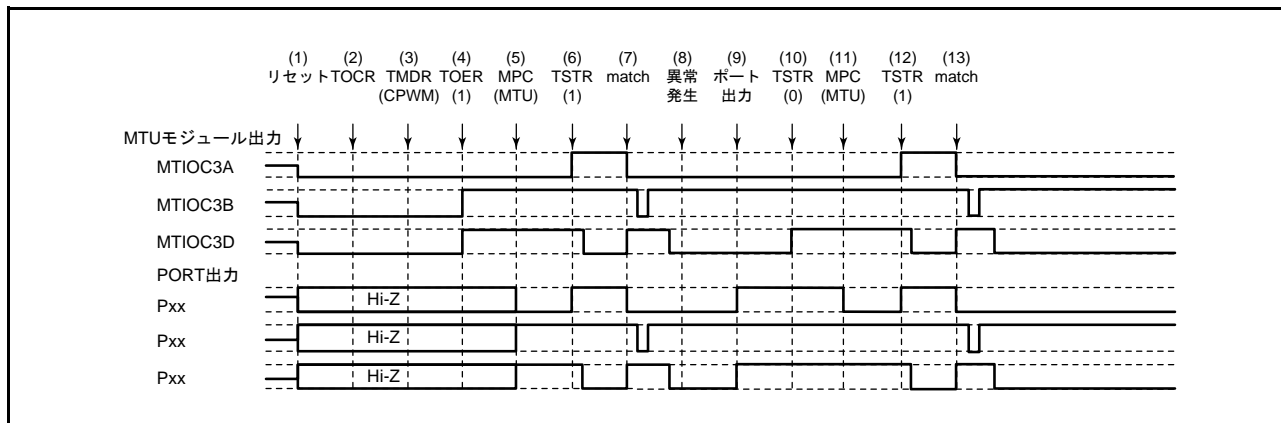 (1) (2) (3) (4) (5) (6) (7) (8) (9) (10) (11) (12) (13)
リセット TOCR TMDR TOER MPC TSTR match 異常 ポート TSTR MPC TSTR match
(CPWM) (1) (MTU) (1) 発生 出力 (0) (MTU) (1)
MTUモジュール出力
MTIOC3A
MTIOC3B
MTIOC3D
PORT出力
Pxx Hi-Z
Pxx Hi-Z
Pxx Hi-Z